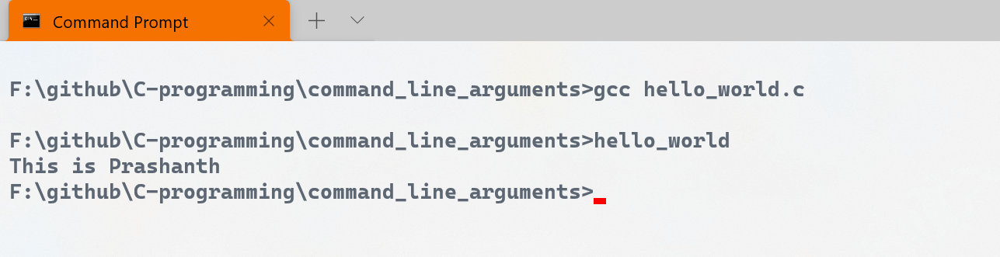 Command Prompt
F:\github\C-programming\command_line_arguments>gcc hello_world.c
F:\github\C-programming\command_line_arguments>hello_world
This is Prashanth
F:\github\C-programming\command_line_arguments>